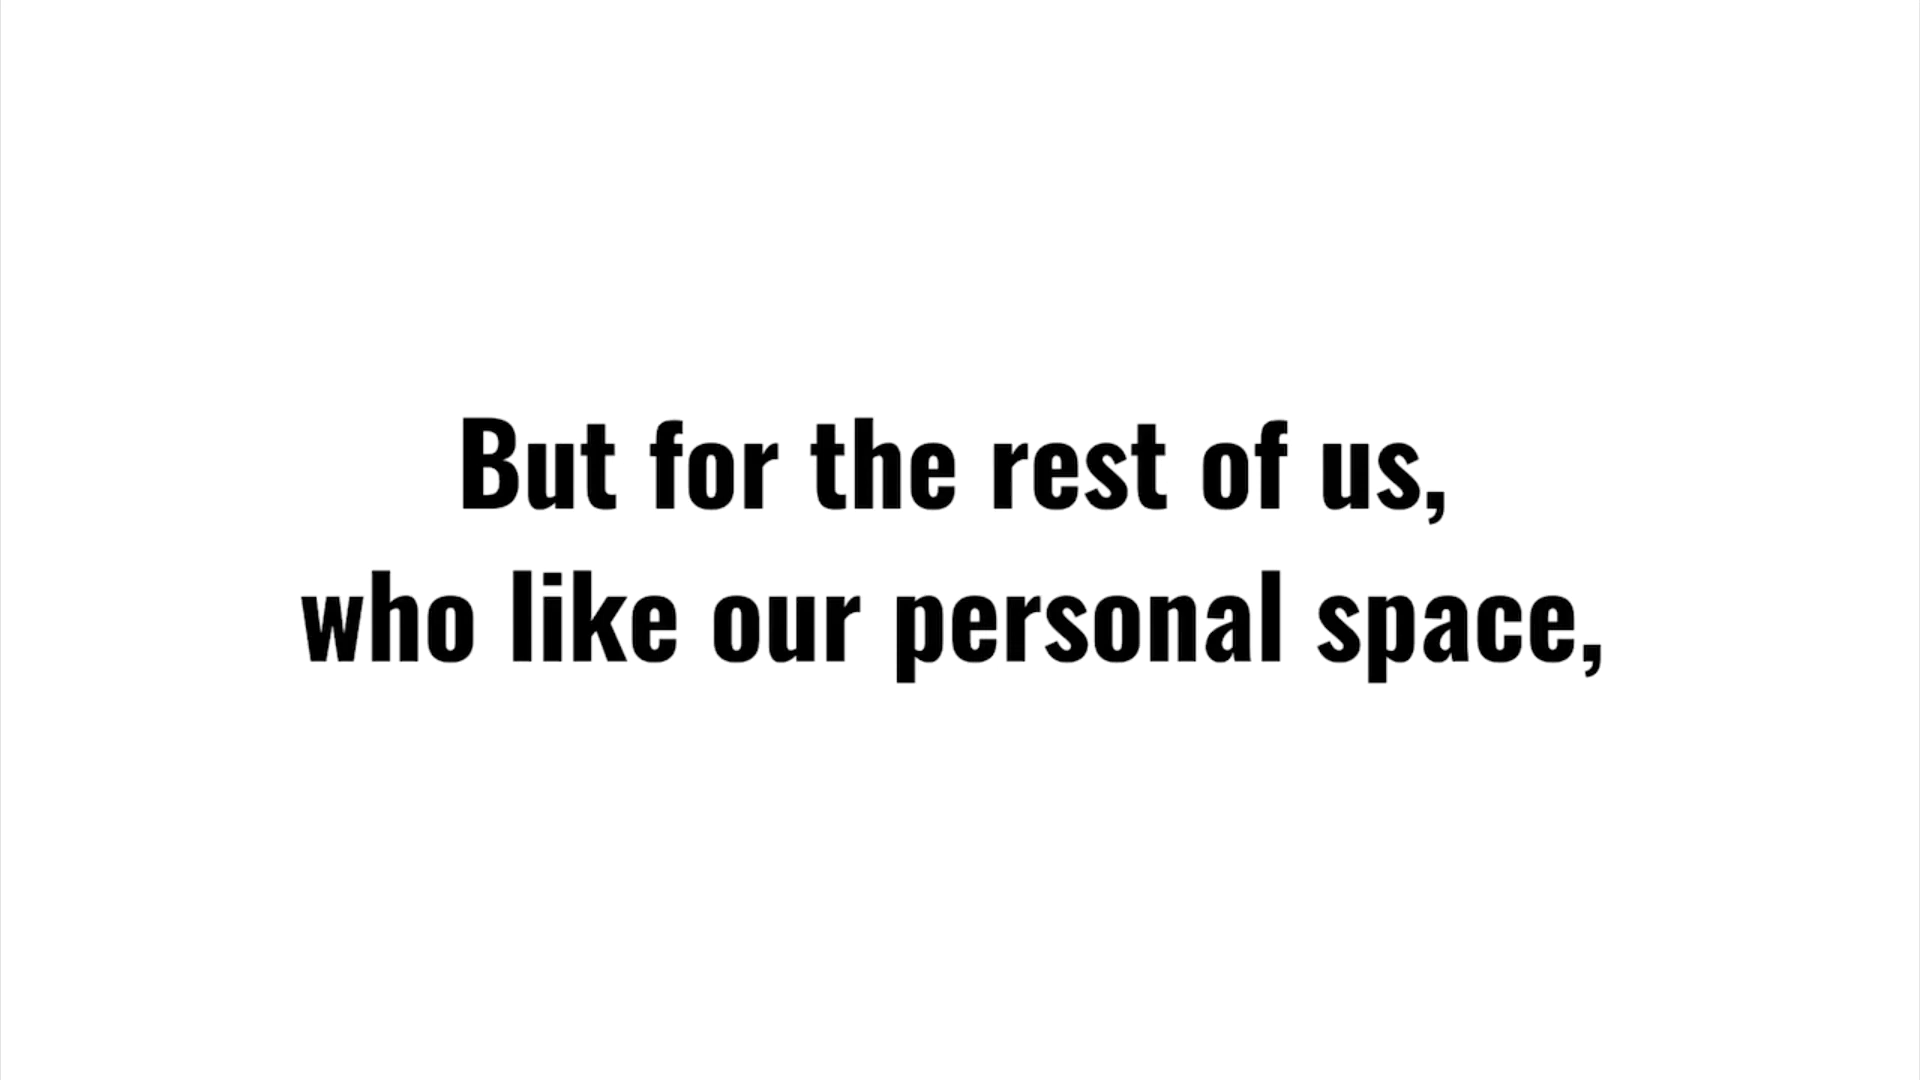 But for the rest of us,
who like our personal space,